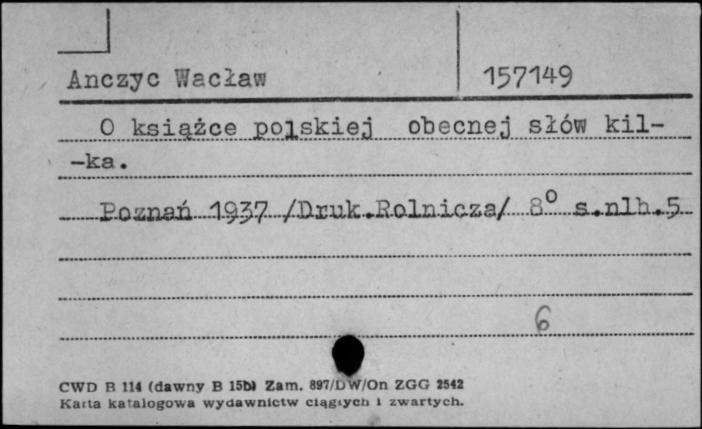 Anczyc Wacław 157149
O książce polskiej obecnej słów kil-
-ka.
Poznań 1937 /Druk.Rolnicza/ 8º s.nlb.5
6
CWD B 114 (dawny B 15b) Zam. 897/DW/On ZGG 2542
Karta katalogowa wydawnictw ciągłych i zwartych.